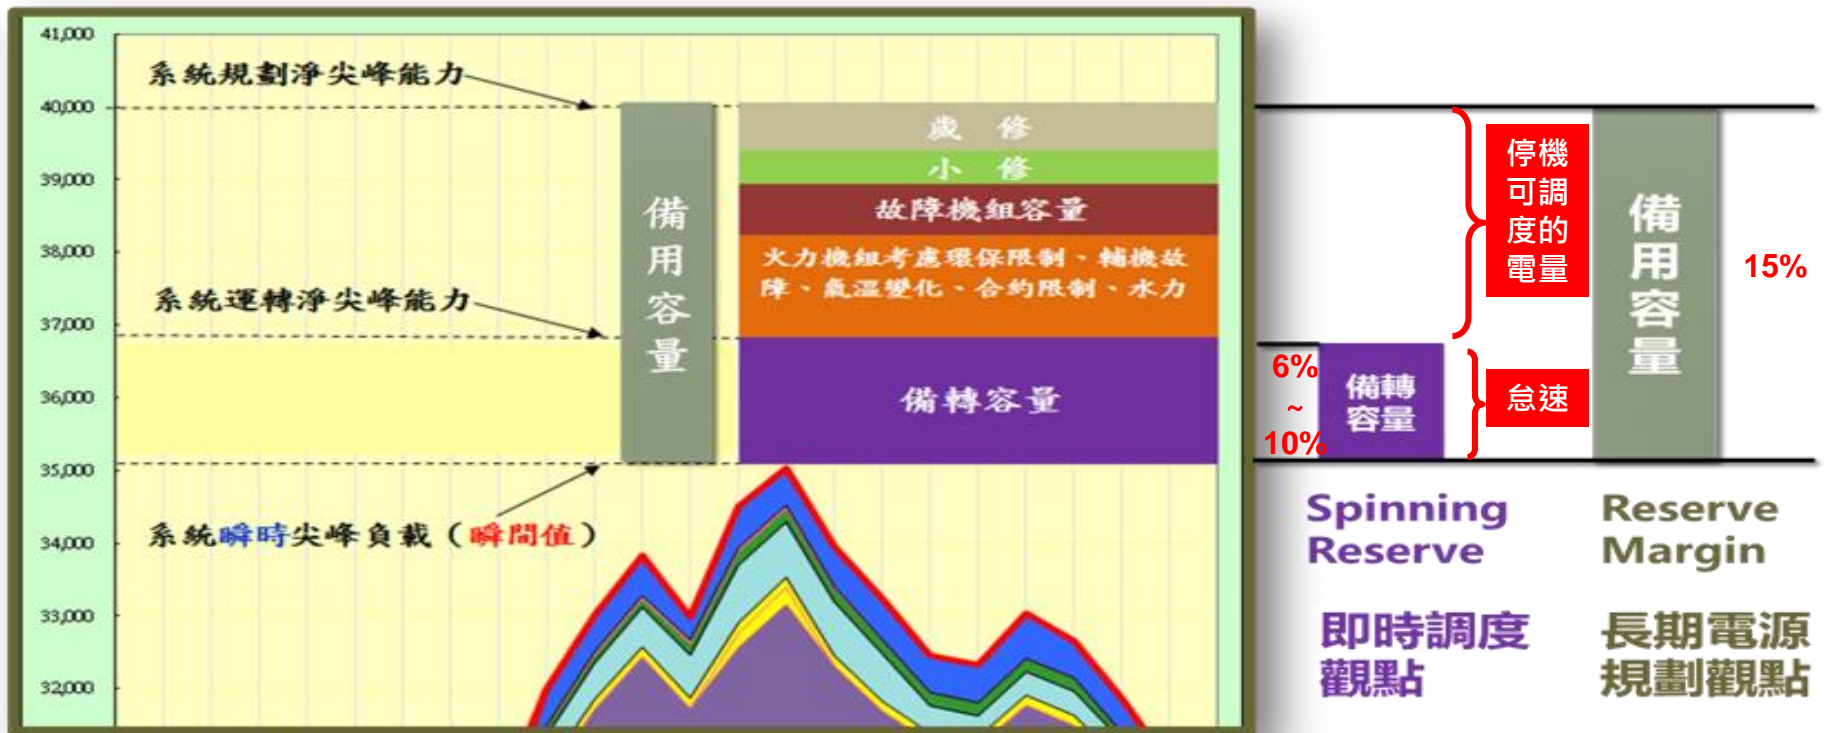 41,000
系統規劃淨尖峰能力
40,000
39,000
38,000
系統運轉淨尖峰能力
37,000
36,000
35,000
系統瞬時尖峰負載（瞬間值）
34,000
33,000
32,000
備
用
容
量
歲 修
小 修
故障機組容量
火力機組考慮環保限制、輔機故
障、氣溫變化、合約限制、水力
備轉容量
6%
~
10%
備轉
容量
停機
可調
度的
電量
怠速
備
用
容
量
15%
Spinning
Reserve
即時調度
觀點
Reserve
Margin
長期電源
規劃觀點